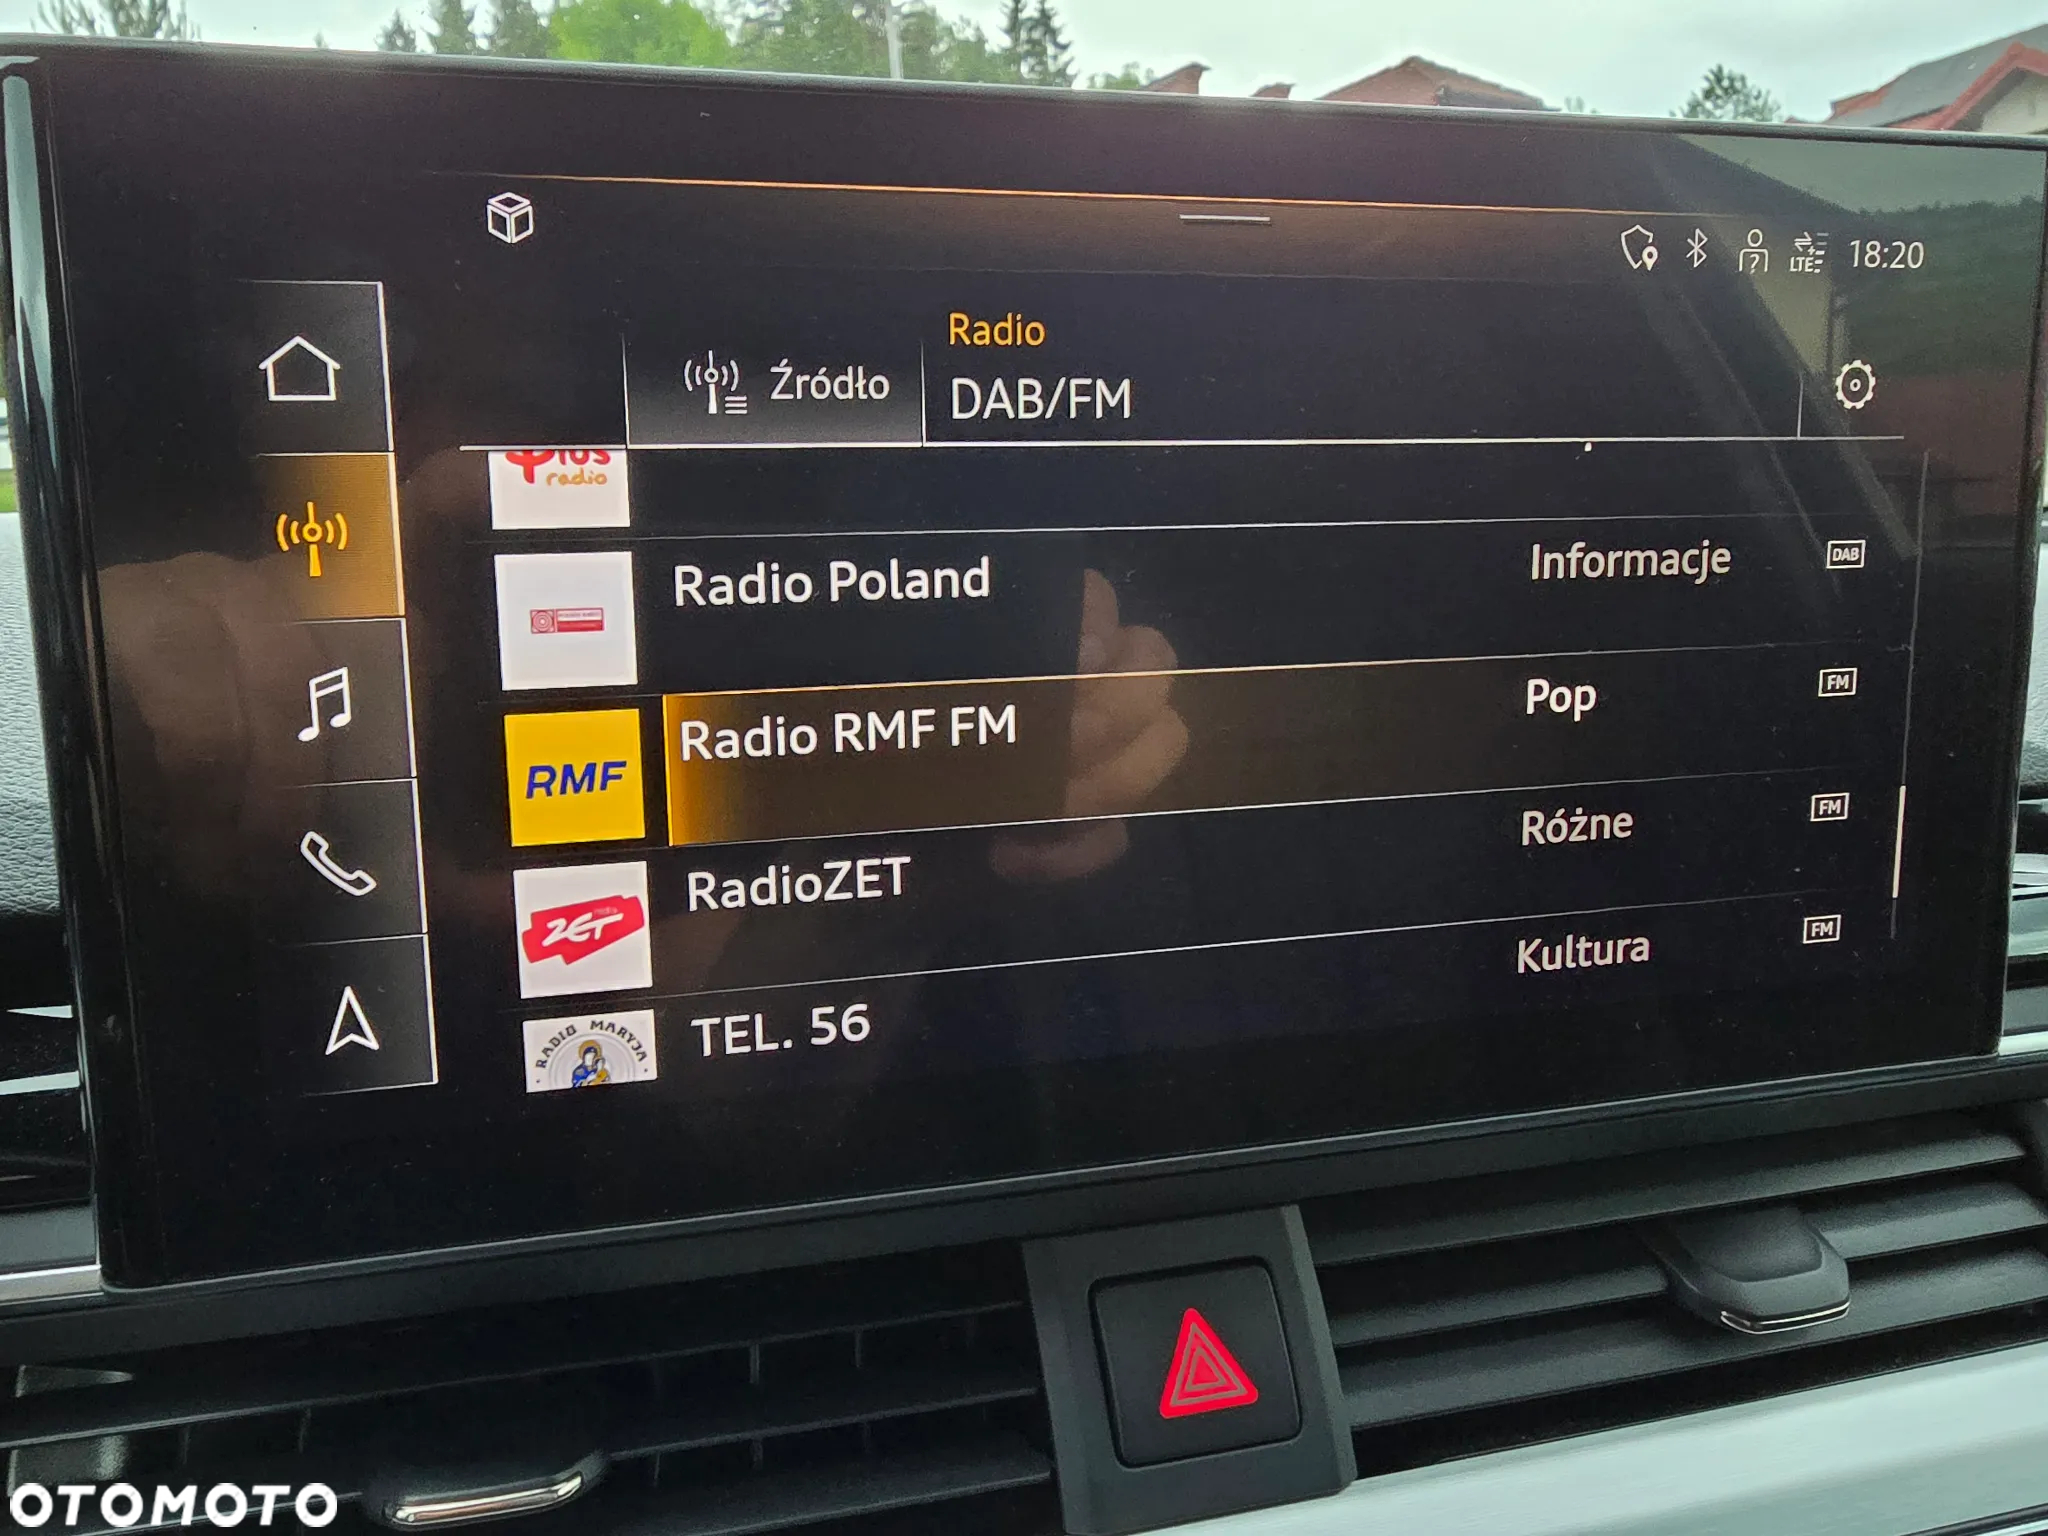 LTE
18:20
Radio
Źródło
DAB/FM
Plus
radio
Radio Poland
Informacje
DAB
RMF
Radio RMF FM
Pop
FM
ZET
RadioZET
Różne
FM
RADIO MARYJA
TEL. 56
Kultura
FM
OTOMOTO